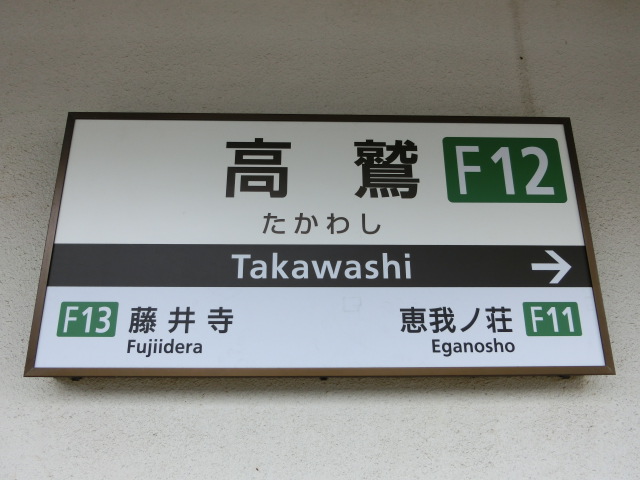 高鷲 F12
たかわし
Takawashi →
F13 藤井寺 恵我ノ荘 F11
Fujiidera Eganosho